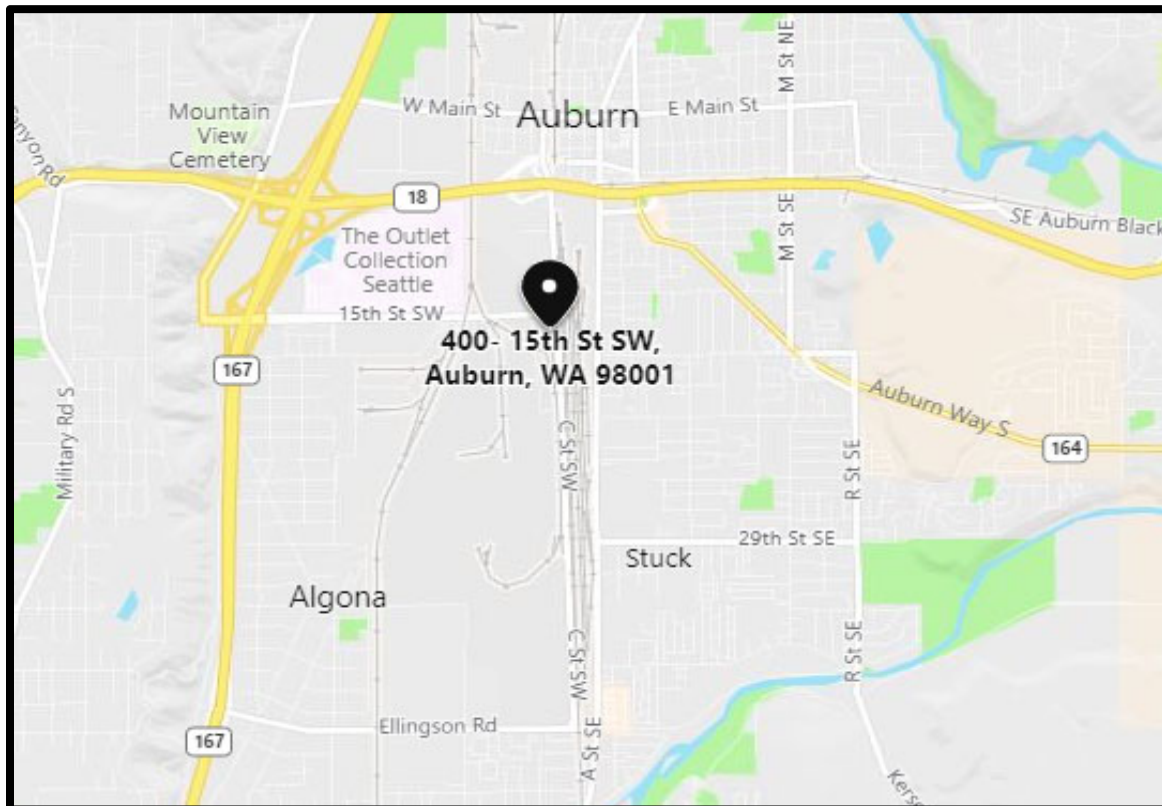 M St NE
Mountain
View
Cemetery
W Main St
Auburn
E Main St
Canyon Rd
18
The Outlet
Collection
Seattle
M St SE
SE Auburn Black
15th St SW
400- 15th St SW,
Auburn, WA 98001
167
Military Rd S
Auburn Way S
164
C St SW
R St SE
29th St SE
Stuck
Algona
C St SW
R St SE
Ellingson Rd
167
A St SE